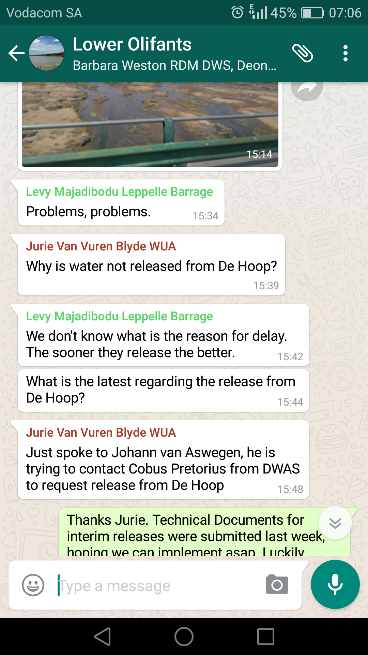 Vodacom SA
45%
07:06
Lower Olifants
Barbara Weston RDM DWS, Deon...
15:14
Levy Majadibodu Leppelle Barrage
Problems, problems.
15:34
Jurie Van Vuren Blyde WUA
Why is water not released from De Hoop?
15:39
Levy Majadibodu Leppelle Barrage
We don't know what is the reason for delay.
The sooner they release the better.
15:42
What is the latest regarding the release from
De Hoop?
15:44
Jurie Van Vuren Blyde WUA
Just spoke to Johann van Aswegen, he is
trying to contact Cobus Pretorius from DWAS
to request release from De Hoop
15:48
Thanks Jurie. Technical Documents for
interim releases were submitted last week,
hoping we can implement asap. Luckily
Type a message